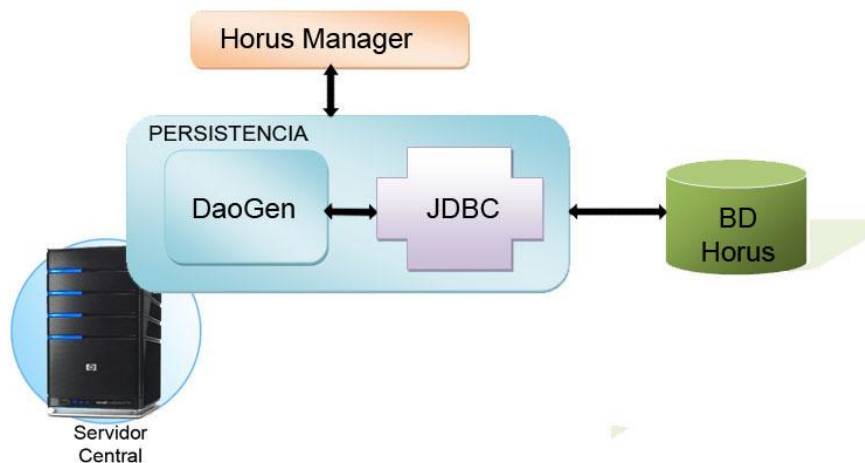 Horus Manager
PERSISTENCIA
DaoGen
JDBC
BD
Horus
Servidor
Central